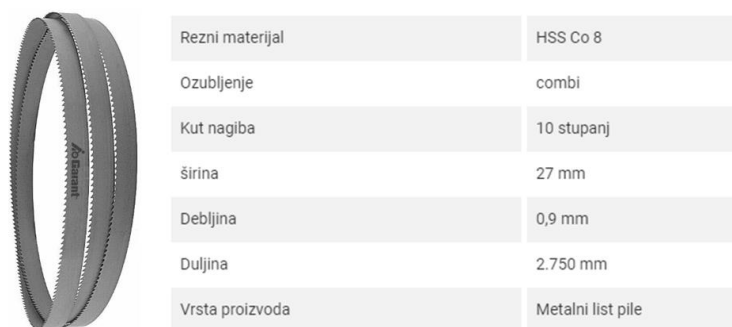 Garant
Rezni materijal HSS Co 8
Ozubljenje combi
Kut nagiba 10 stupanj
širina 27 mm
Debljina 0,9 mm
Duljina 2.750 mm
Vrsta proizvoda Metalni list pile